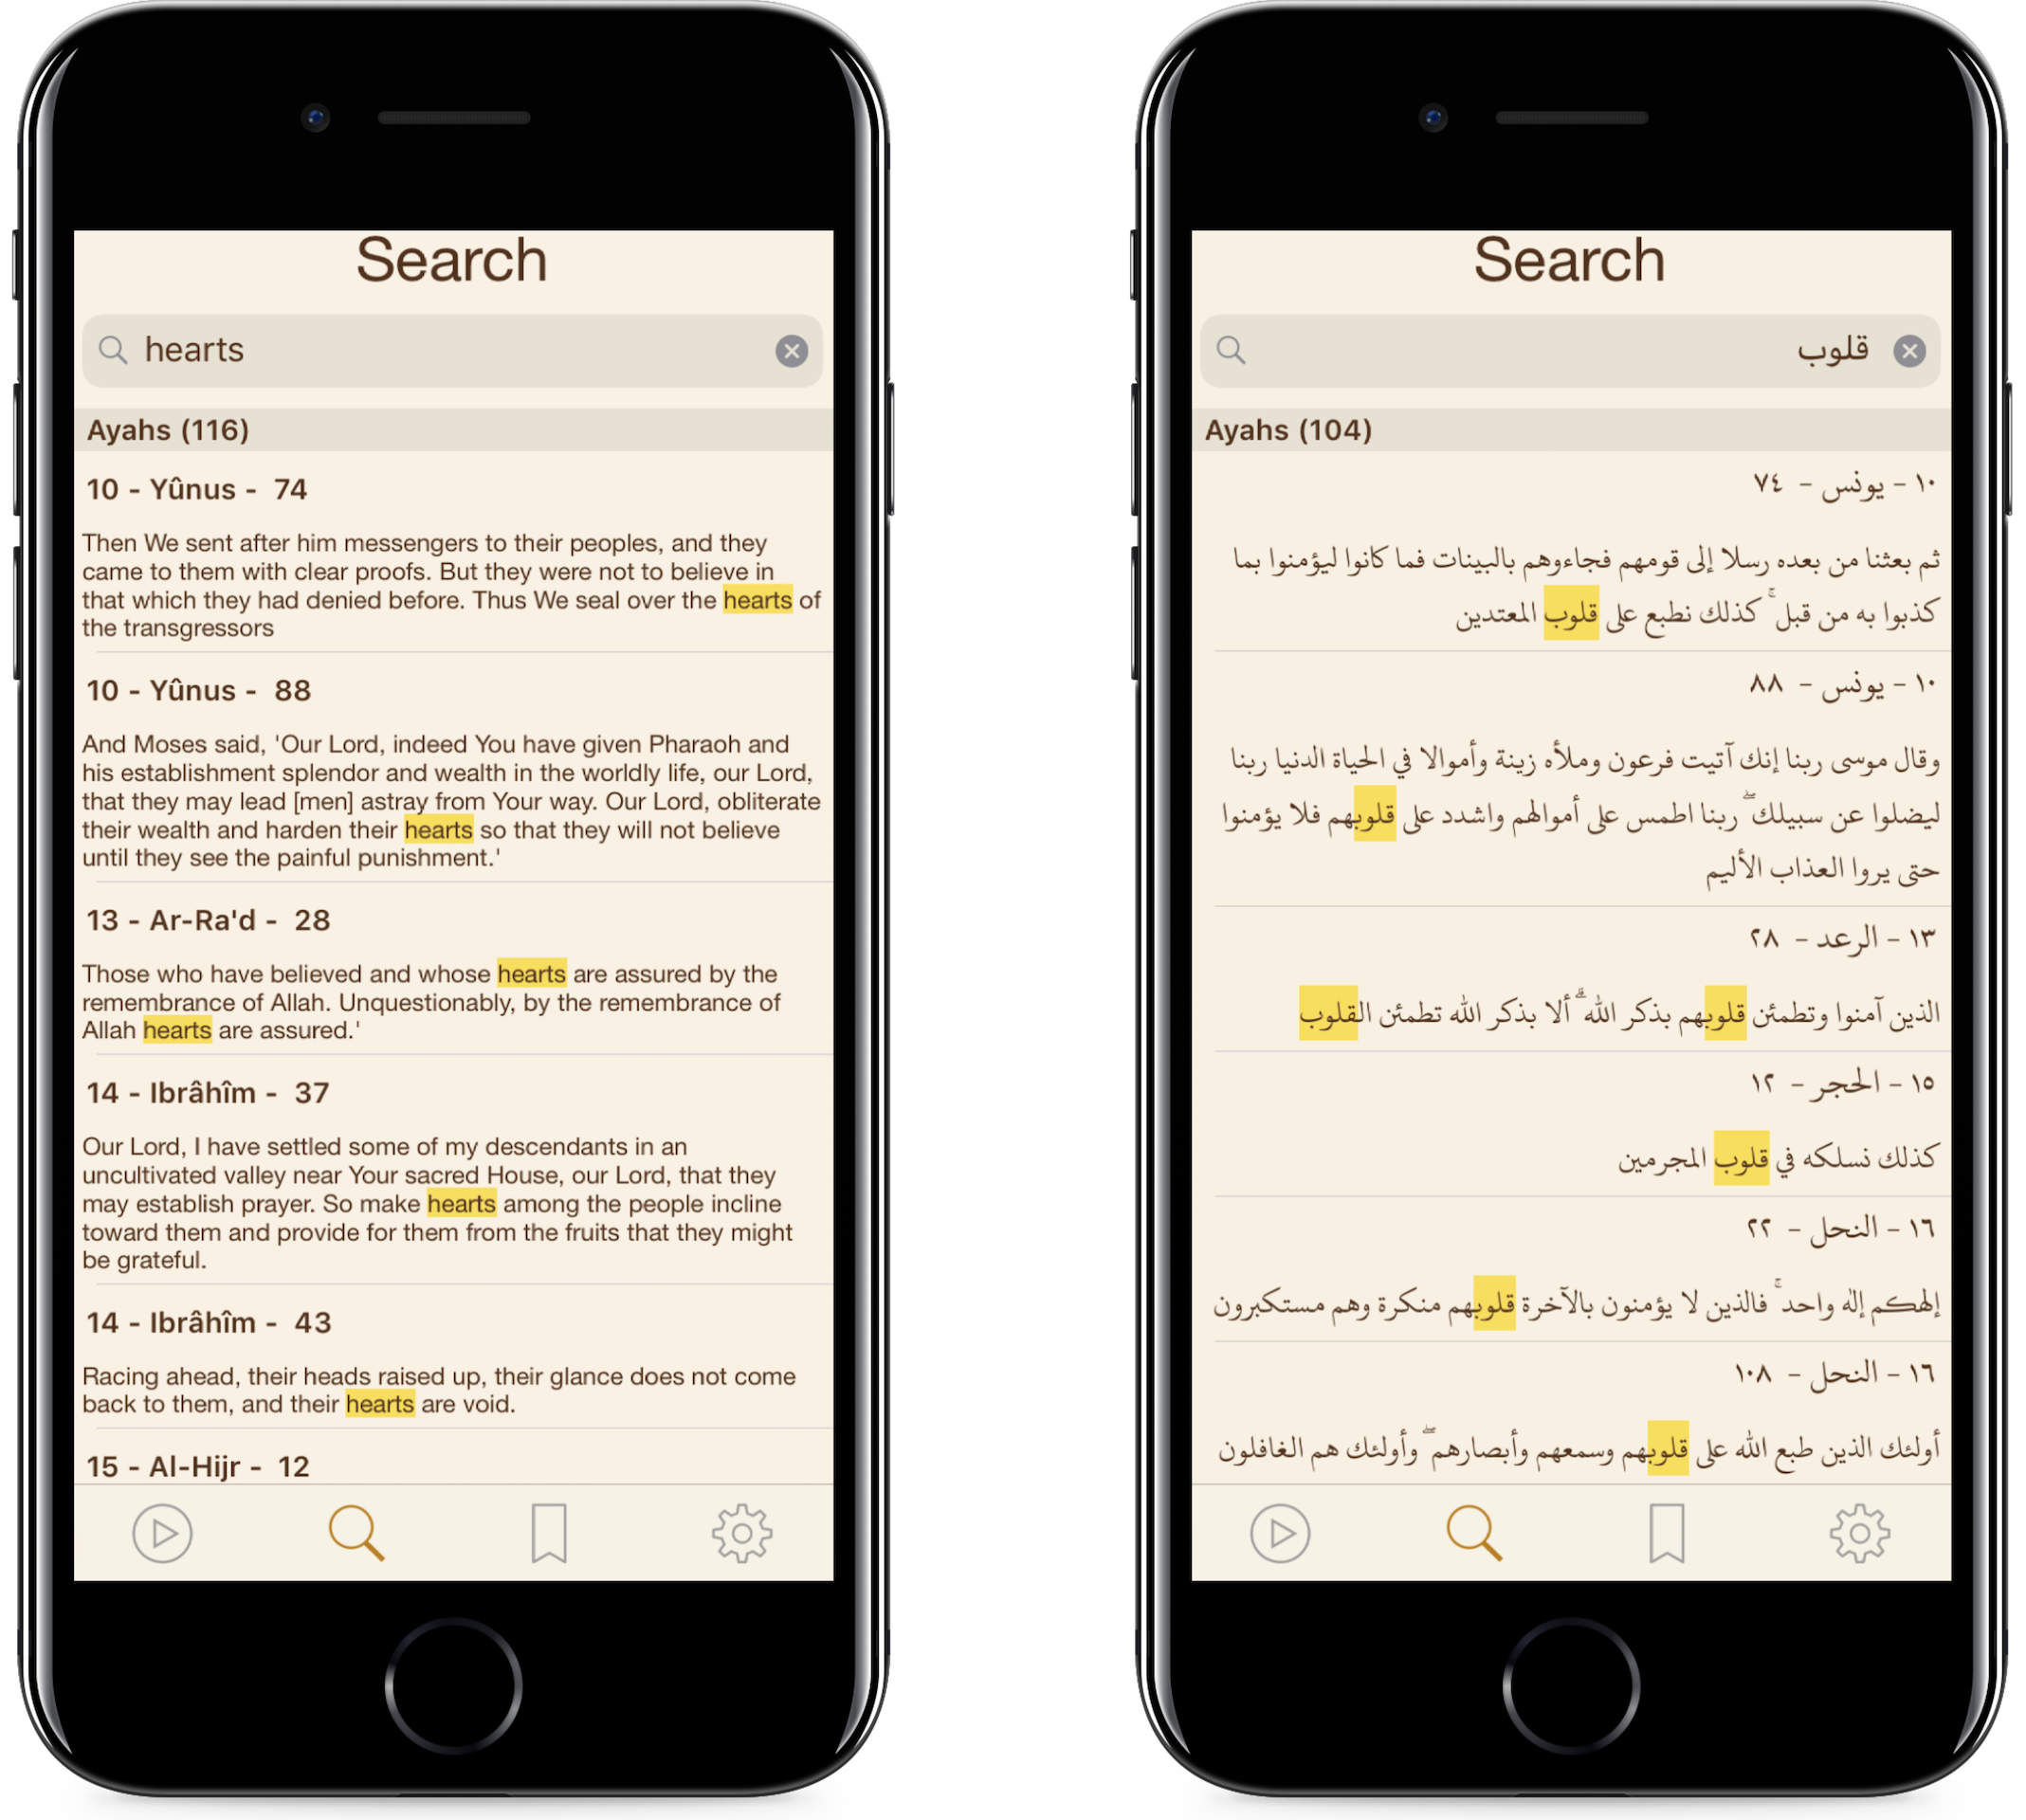 Search
hearts
Ayahs (116)
10 - Yûnus - 74
Then We sent after him messengers to their peoples, and they
came to them with clear proofs. But they were not to believe in
that which they had denied before. Thus We seal over the hearts of
the transgressors
10 - Yûnus - 88
And Moses said, 'Our Lord, indeed You have given Pharaoh and
his establishment splendor and wealth in the worldly life, our Lord,
that they may lead [men] astray from Your way. Our Lord, obliterate
their wealth and harden their hearts so that they will not believe
until they see the painful punishment.'
13 - Ar-Ra'd - 28
Those who have believed and whose hearts are assured by the
remembrance of Allah. Unquestionably, by the remembrance of
Allah hearts are assured.'
14 - Ibrâhîm - 37
Our Lord, I have settled some of my descendants in an
uncultivated valley near Your sacred House, our Lord, that they
may establish prayer. So make hearts among the people incline
toward them and provide for them from the fruits that they might
be grateful.
14 - Ibrâhîm - 43
Racing ahead, their heads raised up, their glance does not come
back to them, and their hearts are void.
15 - Al-Hijr - 12
Search
قلوب
Ayahs (104)
١٠ - يونس - ٧٤
ثم بعثنا من بعده رسلا إلى قومهم فجاءوهم بالبينات فما كانوا ليؤمنوا بما
كذبوا به من قبل ۚ كذلك نطبع على قلوب المعتدين
١٠ - يونس - ٨٨
وقال موسى ربنا إنك آتيت فرعون وملأه زينة وأموالا في الحياة الدنيا ربنا
ليضلوا عن سبيلك ۖ ربنا اطمس على أموالهم واشدد على قلوبهم فلا يؤمنوا
حتى يروا العذاب الأليم
١٣ - الرعد - ٢٨
الذين آمنوا وتطمئن قلوبهم بذكر الله ۗ ألا بذكر الله تطمئن القلوب
١٥ - الحجر - ١٢
كذلك نسلكه في قلوب المجرمين
١٦ - النحل - ٢٢
إلهكم إله واحد ۚ فالذين لا يؤمنون بالآخرة قلوبهم منكرة وهم مستكبرون
١٦ - النحل - ١٠٨
أولئك الذين طبع الله على قلوبهم وسمعهم وأبصارهم ۖ وأولئك هم الغافلون